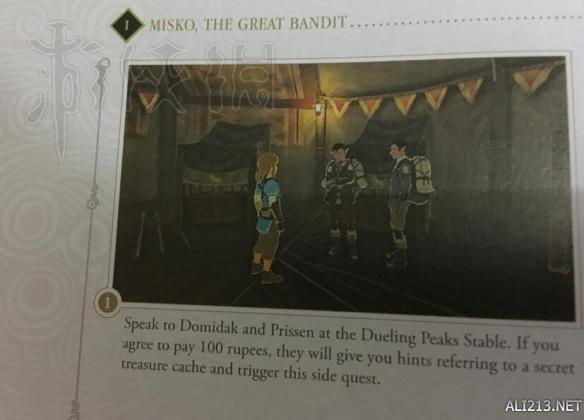 1 MISKO, THE GREAT BANDIT
1
Speak to Domidak and Prissen at the Dueling Peaks Stable. If you
agree to pay 100 rupees, they will give you hints referring to a secret
treasure cache and trigger this side quest.
ALI213.NET